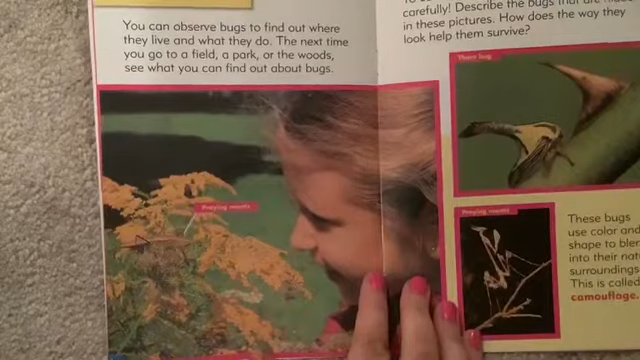 You can observe bugs to find out where
they live and what they do. The next time
you go to a field, a park, or the woods,
see what you can find out about bugs.
Praying mantis
carefully! Describe the bugs that are
in these pictures. How does the way they
look help them survive?
Thorn bug
Praying mantis
These bugs
use color and
shape to
into their
surroundings
This is called
camouflage.